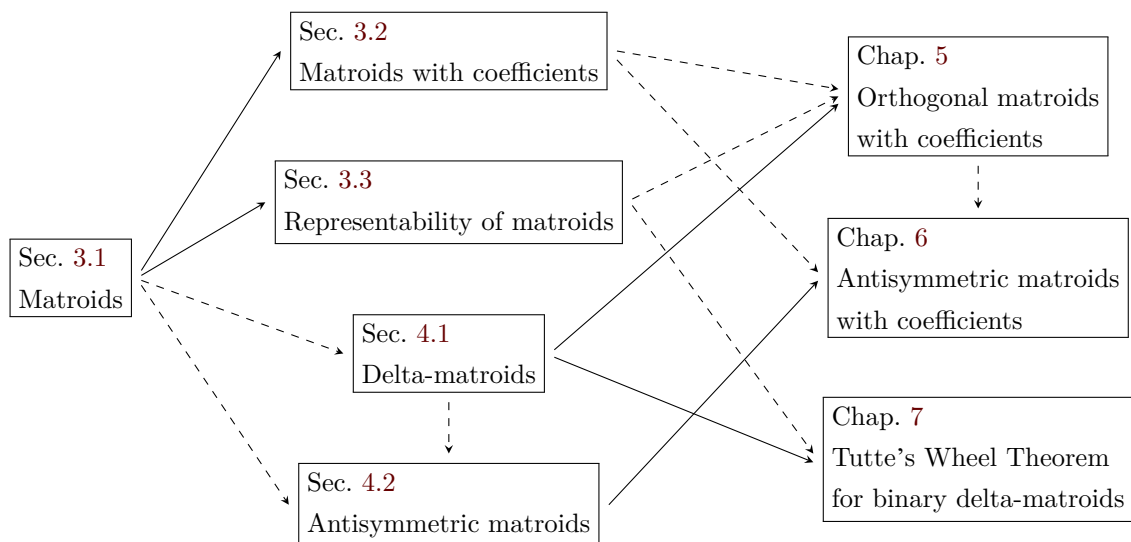 Sec. 3.2
Matroids with coefficients
Chap. 5
Orthogonal matroids
with coefficients
Sec. 3.3
Representability of matroids
Sec. 3.1
Matroids
Chap. 6
Antisymmetric matroids
with coefficients
Sec. 4.1
Delta-matroids
Chap. 7
Tutte's Wheel Theorem
for binary delta-matroids
Sec. 4.2
Antisymmetric matroids